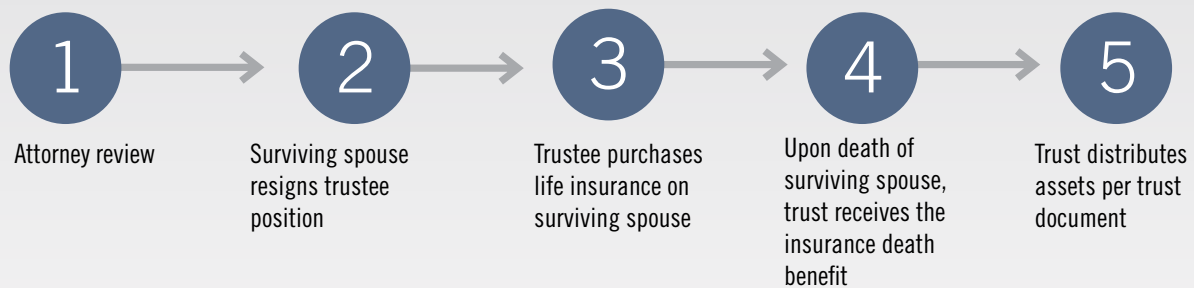 1
2
3
4
5
Attorney review
Surviving spouse
resigns trustee
position
Trustee purchases
life insurance on
surviving spouse
Upon death of
surviving spouse,
trust receives the
insurance death
benefit
Trust distributes
assets per trust
document